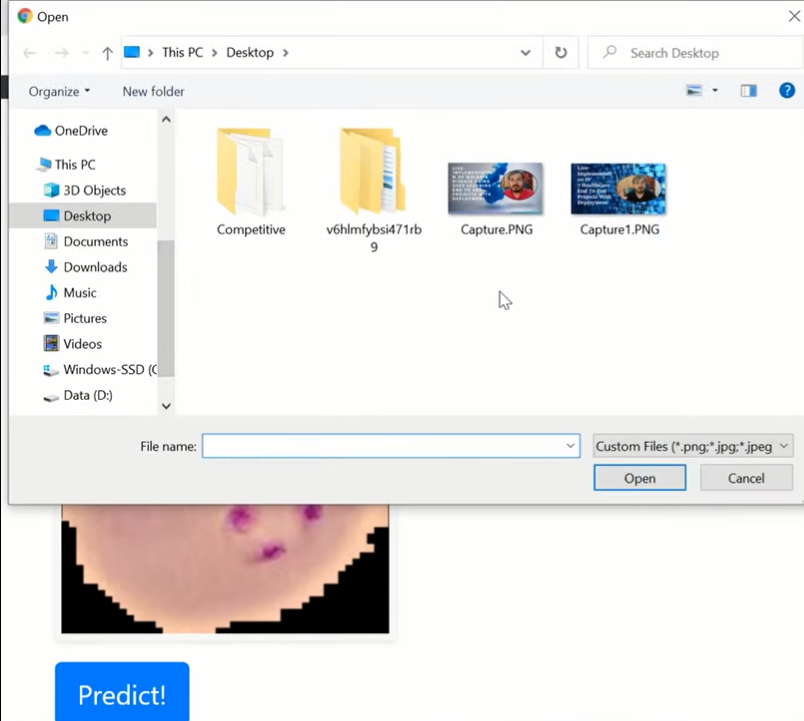 Open
This PC > Desktop >
Search Desktop
Organize
New folder
OneDrive
This PC
3D Objects
Desktop
Documents
Downloads
Music
Pictures
Videos
Windows-SSD (C
Data (D:)
Competitive
v6hlmfybsi471rb
9
Capture.PNG
Capture1.PNG
File name:
Custom Files (*.png;*.jpg;*.jpeg
Open
Cancel
Predict!